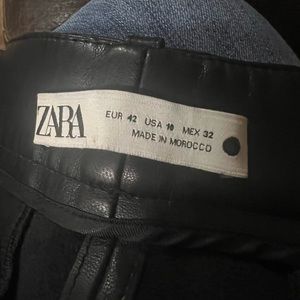 ZARA
EUR 42 USA 10 MEX 32
MADE IN MOROCCO